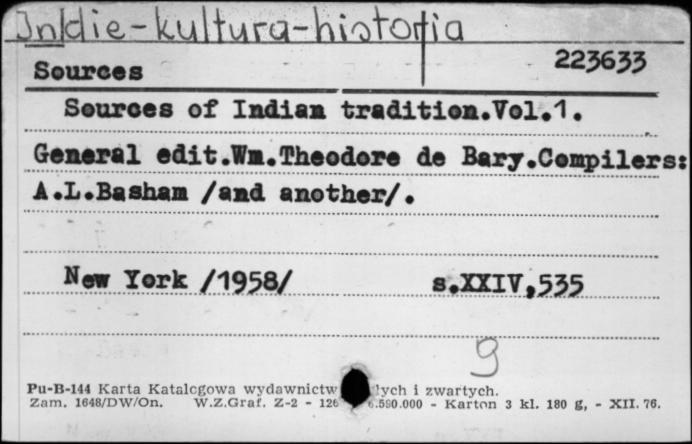 Indie-kultura-historia
Sources 223633
Sources of Indian tradition.Vol.1.
General edit.Wm.Theodore de Bary.Compilers:
A.L.Basham /and another/.
New York /1958/ s.XXIV,535
9
Pu-B-144 Karta Katalogowa wydawnictw i zwartych.
Zam. 1648/DW/On. W.Z.Graf. Z-2 - 126 6.590.000 - Karton 3 kl. 180 g, - XII. 76.